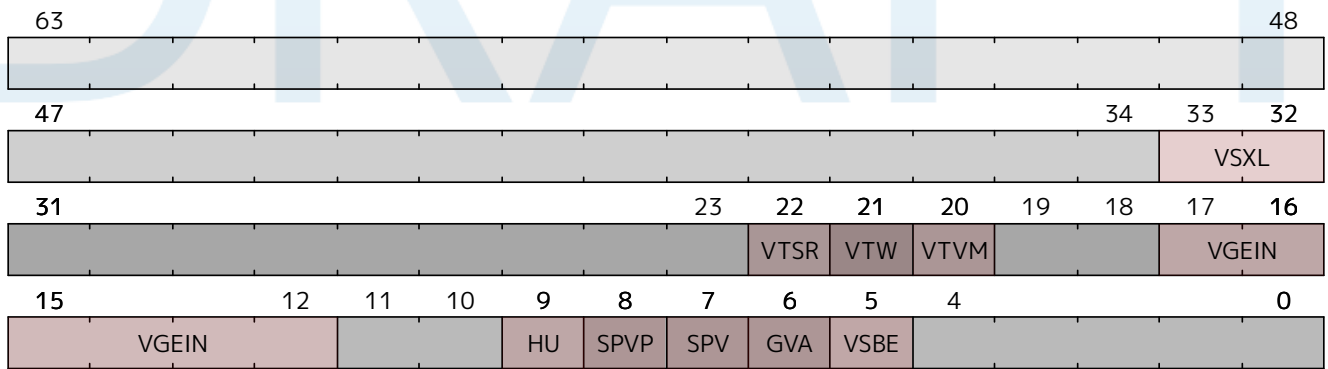 DRAFT
63 48
47 34 33 32
VSXL
31 23 22 21 20 19 18 17 16
VTSR VTW VTVM VGEIN
15 12 11 10 9 8 7 6 5 4 0
VGEIN HU SPVP SPV GVA VSBE